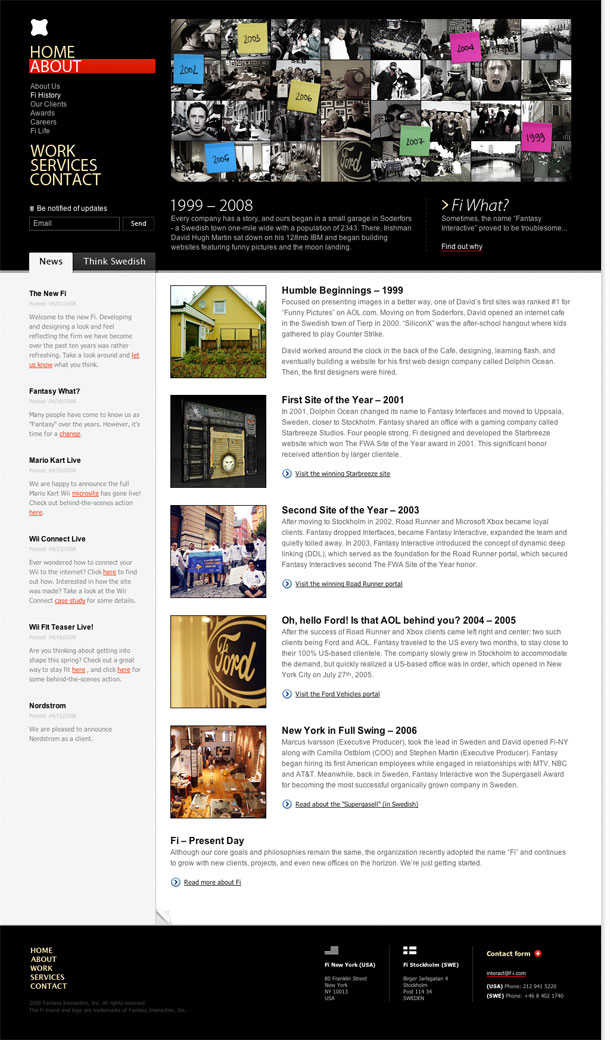 HOME
ABOUT
About Us
Fi History
Our Clients
Awards
Careers
Fi Life
WORK
SERVICES
CONTACT
Be notified of updates
Email
Send
2002
2003
2004
2005
2006
2007
1999
Ford
1999 – 2008
Every company has a story, and ours began in a small garage in Soderfors
- a Swedish town one-mile wide with a population of 2343. There, Irishman
David Hugh Martin sat down on his 128mb IBM and began building
websites featuring funny pictures and the moon landing.
Fi What?
Sometimes, the name “Fantasy
Interactive” proved to be troublesome...
Find out why
News
Think Swedish
The New Fi
Posted: 05/01/2008
Welcome to the new Fi. Developing
and designing a look and feel
reflecting the firm we have become
over the past ten years was rather
refreshing. Take a look around and let
us know what you think.
Fantasy What?
Posted: 04/30/2008
Many people have come to know us as
"Fantasy" over the years. However, it's
time for a change.
Mario Kart Live
Posted: 04/29/2008
We are happy to announce the full
Mario Kart Wii microsite has gone live!
Check out behind-the-scenes action
here.
Wii Connect Live
Posted: 04/23/2008
Ever wondered how to connect your
Wii to the internet? Click here to find
out how. Interested in how the site
was made? Take a look at the Wii
Connect case study for some details.
Wii Fit Teaser Live!
Posted: 04/16/2008
Are you thinking about getting into
shape this spring? Check out a great
way to stay fit here , and click here for
some behind-the-scenes action.
Nordstrom
Posted: 04/15/2008
We are pleased to announce
Nordstrom as a client.
Humble Beginnings – 1999
Focused on presenting images in a better way, one of David´s first sites was ranked #1 for
“Funny Pictures” on AOL.com. Moving on from Soderfors, David opened an internet cafe
in the Swedish town of Tierp in 2000. “SiliconX” was the after-school hangout where kids
gathered to play Counter Strike.
David worked around the clock in the back of the Cafe, designing, learning flash, and
eventually building a website for his first web design company called Dolphin Ocean.
Then, the first designers were hired.
First Site of the Year – 2001
In 2001, Dolphin Ocean changed its name to Fantasy Interfaces and moved to Uppsala,
Sweden, closer to Stockholm. Fantasy shared an office with a gaming company called
Starbreeze Studios. Four people strong, Fi designed and developed the Starbreeze
website which won The FWA Site of the Year award in 2001. This significant honor
received attention by larger clientele.
Visit the winning Starbreeze site
Second Site of the Year – 2003
After moving to Stockholm in 2002, Road Runner and Microsoft Xbox became loyal
clients. Fantasy dropped Interfaces, became Fantasy Interactive, expanded the team and
quietly toiled away. In 2003, Fantasy Interactive introduced the concept of dynamic deep
linking (DDL), which served as the foundation for the Road Runner portal, which secured
Fantasy Interactives second The FWA Site of the Year honor.
Visit the winning Road Runner portal
Ford
Oh, hello Ford! Is that AOL behind you? 2004 – 2005
After the success of Road Runner and Xbox clients came left right and center; two such
clients being Ford and AOL. Fantasy traveled to the US every two months, to stay close to
their 100% US-based clientele. The company slowly grew in Stockholm to accommodate
the demand, but quickly realized a US-based office was in order, which opened in New
York City on July 27th, 2005.
Visit the Ford Vehicles portal
New York in Full Swing – 2006
Marcus Ivarsson (Executive Producer), took the lead in Sweden and David opened Fi-NY
along with Camilla Ostblom (COO) and Stephen Martin (Executive Producer). Fantasy
began hiring its first American employees while engaged in relationships with MTV, NBC
and AT&T. Meanwhile, back in Sweden, Fantasy Interactive won the Supergasell Award
for becoming the most successful organically grown company in Sweden.
Read about the "Supergasell" (in Swedish)
Fi – Present Day
Although our core goals and philosophies remain the same, the organization recently adopted the name “Fi” and continues
to grow with new clients, projects, and even new offices on the horizon. We´re just getting started.
Read more about Fi
HOME
ABOUT
WORK
SERVICES
CONTACT
2008 Fantasy Interactive, Inc. All rights reserved.
The Fi brand and logo are trademarks of Fantasy Interactive, Inc.
Fi New York (USA)
80 Franklin Street
New York
NY 10013
USA
Fi Stockholm (SWE)
Birger Jarlsgatan 4
Stockholm
Post 114 34
SWEDEN
Contact form
interact@f-i.com
(USA) Phone: 212 941 5220
(SWE) Phone: +46 8 402 1740